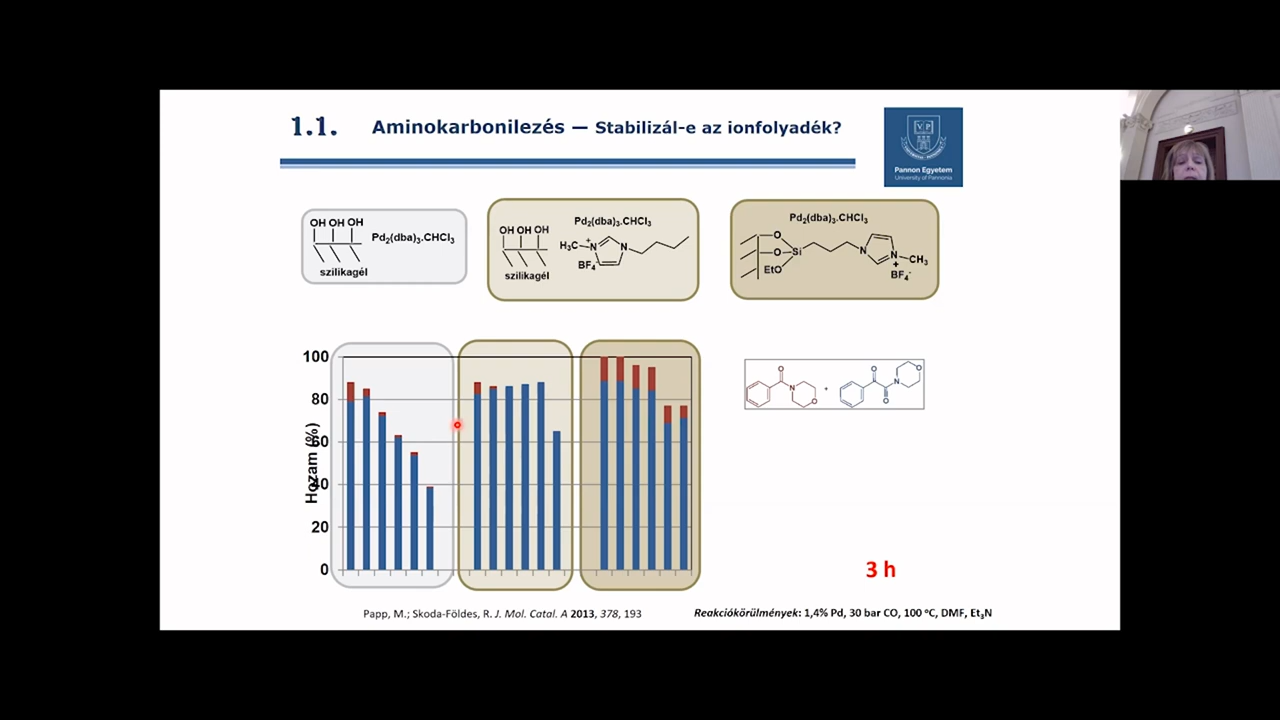 1.1.
Aminokarbonilezés — Stabilizál-e az ionfolyadék?
VP
Pannon Egyetem
University of Pannonia
OH OH OH
Pd2(dba)3.CHCl3
szilikagél
Pd2(dba)3.CHCl3
OH OH OH
H3C N + N
BF4-
szilikagél
Pd2(dba)3.CHCl3
O
O Si N
EtO N CH3
+
BF4-
100
80
60
40
20
0
Hozam (%)
O
N
O
+
O
N
O
O
3 h
Papp, M.; Skoda-Földes, R. J. Mol. Catal. A 2013, 378, 193
Reakciókörülmények: 1,4% Pd, 30 bar CO, 100 °C, DMF, Et3N